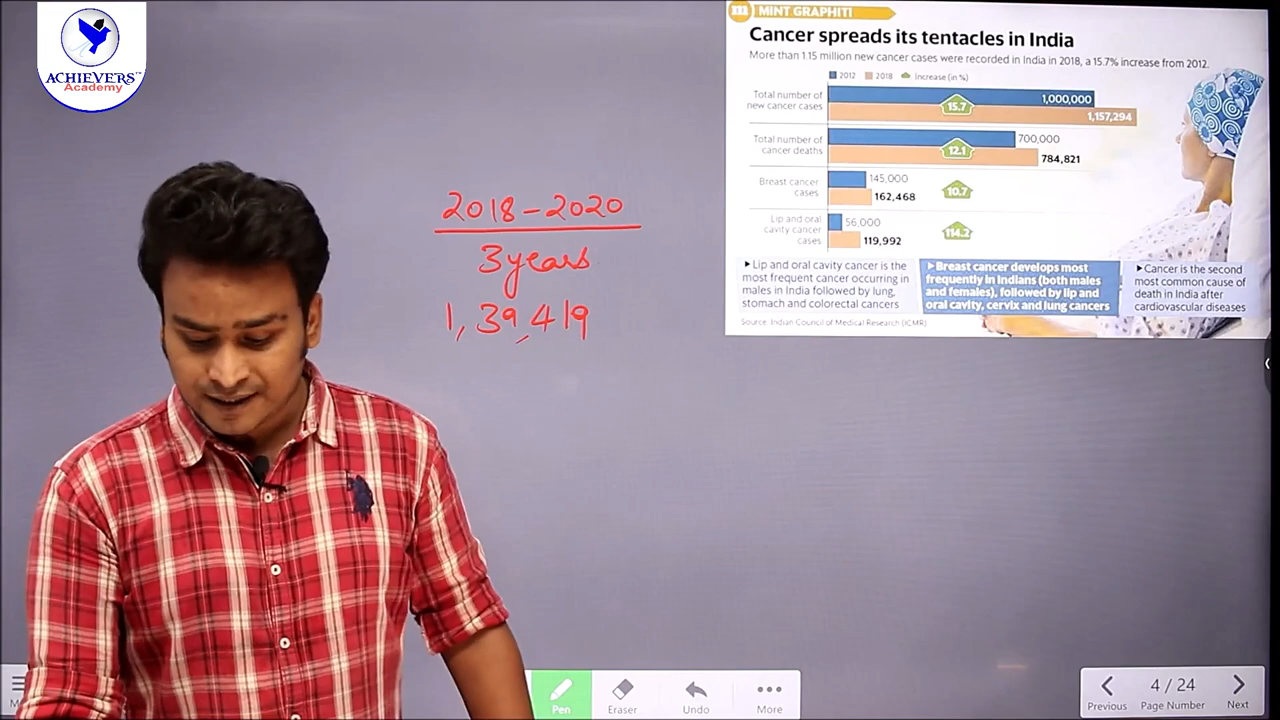 ACHIEVERS™
Academy
2018-2020
3 years
1,39,419
m MINT GRAPHITI
Cancer spreads its tentacles in India
More than 1.15 million new cancer cases were recorded in India in 2018, a 15.7% increase from 2012.
2012 2018 Increase (in %)
Total number of
new cancer cases
1,000,000
15.7
1,157,294
Total number of
cancer deaths
700,000
12.1
784,821
Breast cancer
cases
145,000
162,468
10.7
Lip and oral
cavity cancer
cases
56,000
119,992
114.2
Lip and oral cavity cancer is the
most frequent cancer occurring in
males in India followed by lung,
stomach and colorectal cancers
Breast cancer develops most
frequently in Indians (both males
and females), followed by lip and
oral cavity, cervix and lung cancers
Cancer is the second
most common cause of
death in India after
cardiovascular diseases
Source: Indian Council of Medical Research (ICMR)
Pen
Eraser
Undo
More
4 / 24
Previous
Page Number
Next